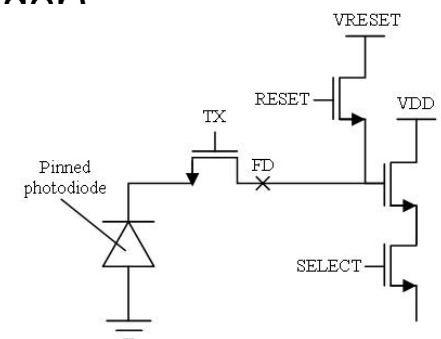 VRESET
RESET
VDD
TX
FD
Pinned
photodiode
SELECT